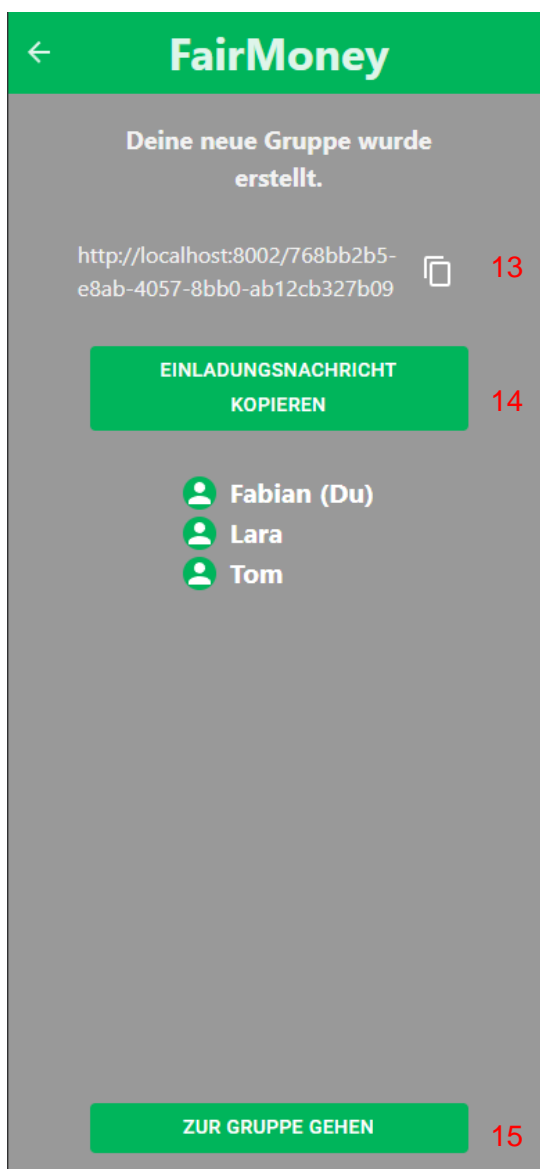 FairMoney
Deine neue Gruppe wurde
erstellt.
http://localhost:8002/768bb2b5-
e8ab-4057-8bb0-ab12cb327b09
13
EINLADUNGSNACHRICHT
KOPIEREN
14
Fabian (Du)
Lara
Tom
ZUR GRUPPE GEHEN
15